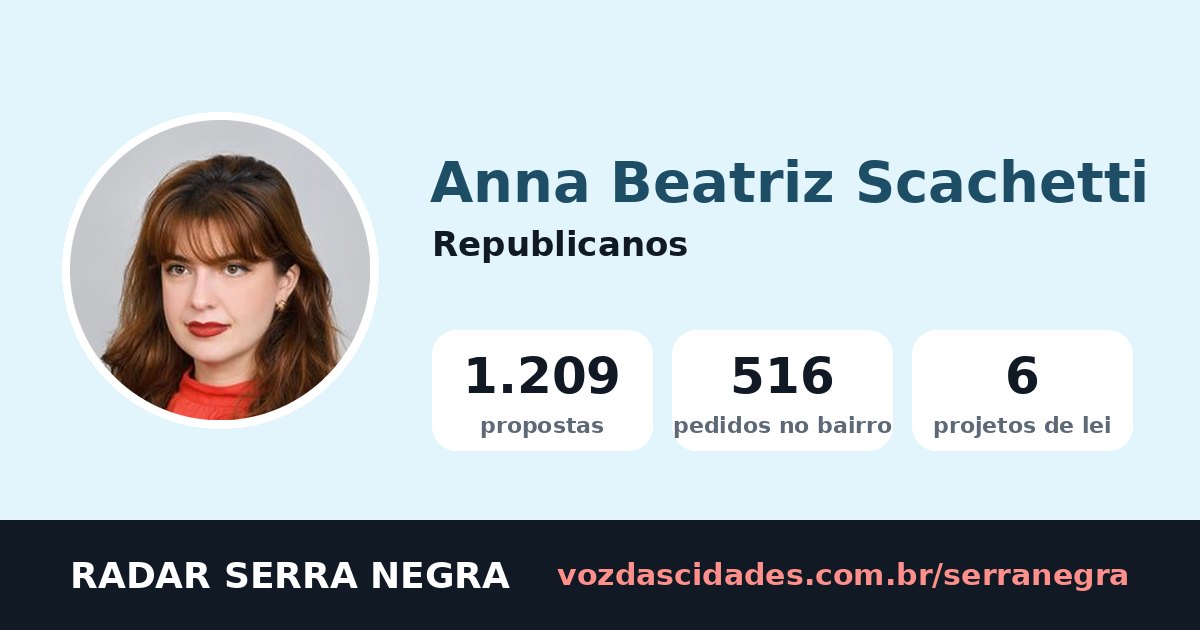 Anna Beatriz Scachetti
Republicanos
1.209
propostas
516
pedidos no bairro
6
projetos de lei
RADAR SERRA NEGRA
vozdascidades.com.br/serranegra